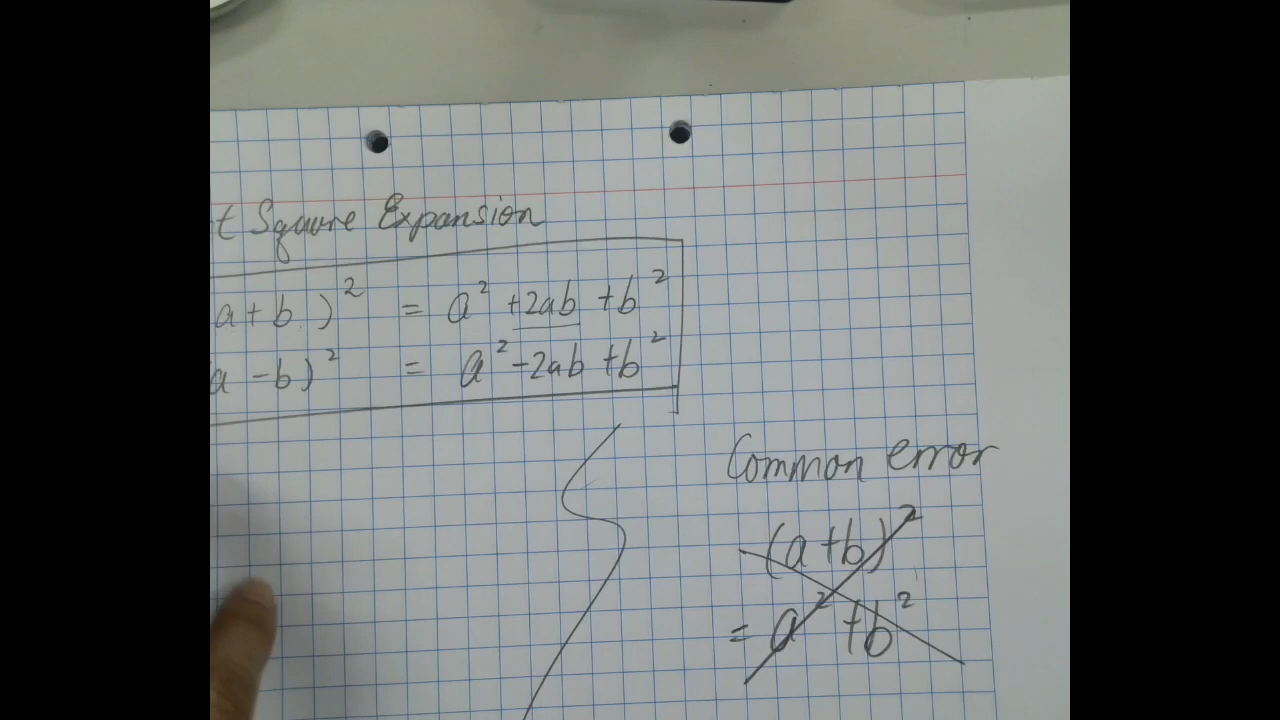 t Square Expansion
a + b )² = a² + 2ab + b²
(a - b)² = a² - 2ab + b²
Common error
(a + b)²
= a² + b²